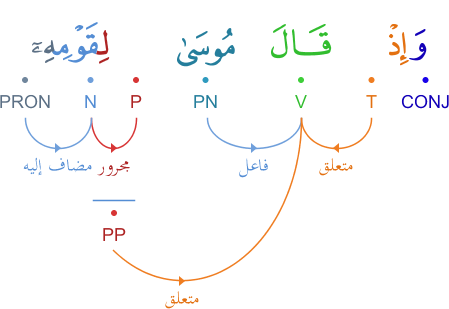 وَإِذْ قَالَ مُوسَىٰ لِقَوْمِهِۦٓ
PRON N P PN V T CONJ
مضاف إليه مجرور فاعل متعلق
PP
متعلق